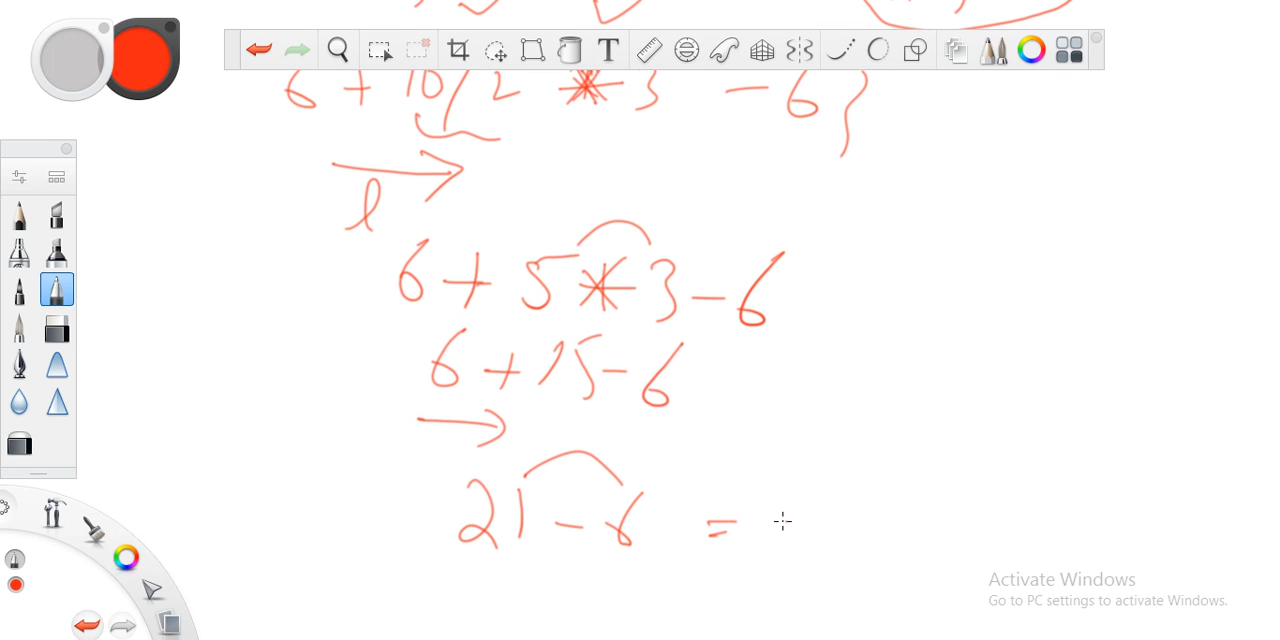 6 + 10/2 * 3 - 6}
l
6 + 5 * 3 - 6
6 + 15 - 6
21 - 6 =
Activate Windows
Go to PC settings to activate Windows.